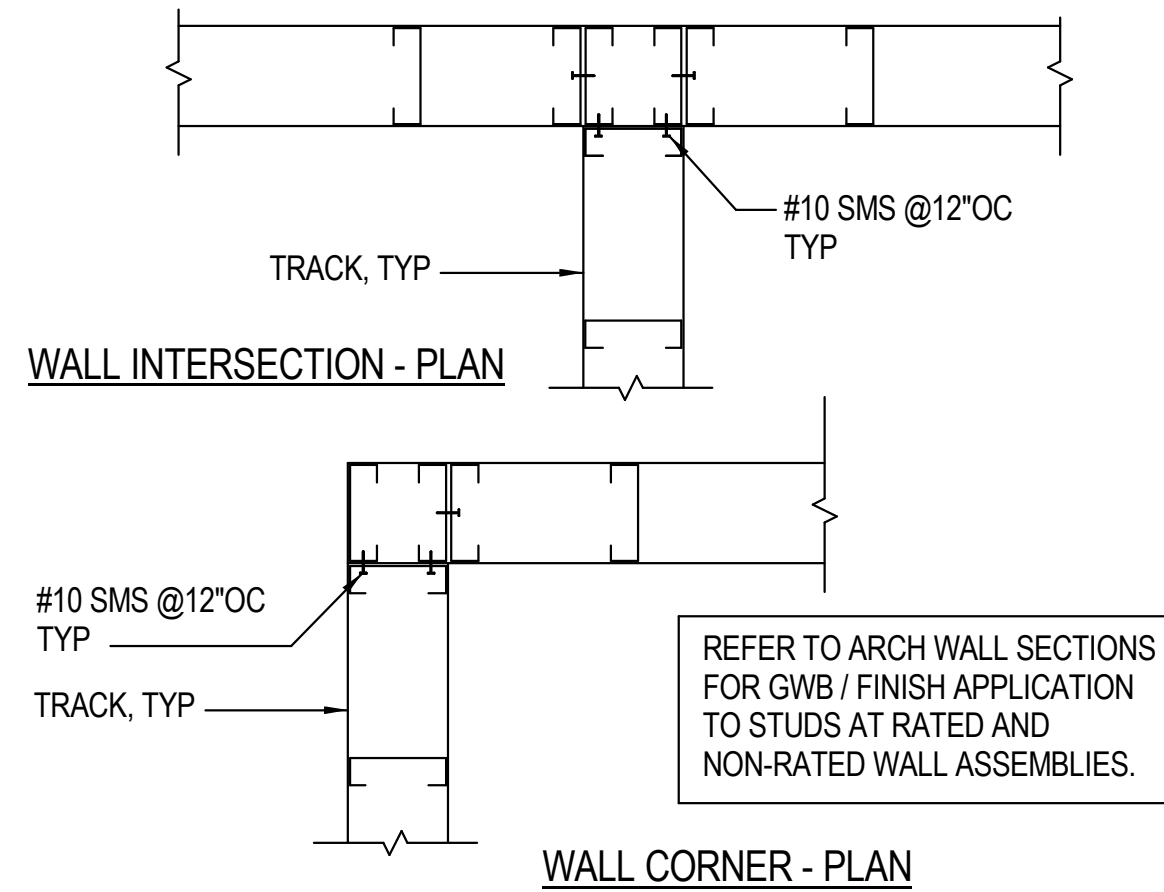 #10 SMS @12"OC
TYP
TRACK, TYP
WALL INTERSECTION - PLAN
#10 SMS @12"OC
TYP
TRACK, TYP
REFER TO ARCH WALL SECTIONS
FOR GWB / FINISH APPLICATION
TO STUDS AT RATED AND
NON-RATED WALL ASSEMBLIES.
WALL CORNER - PLAN